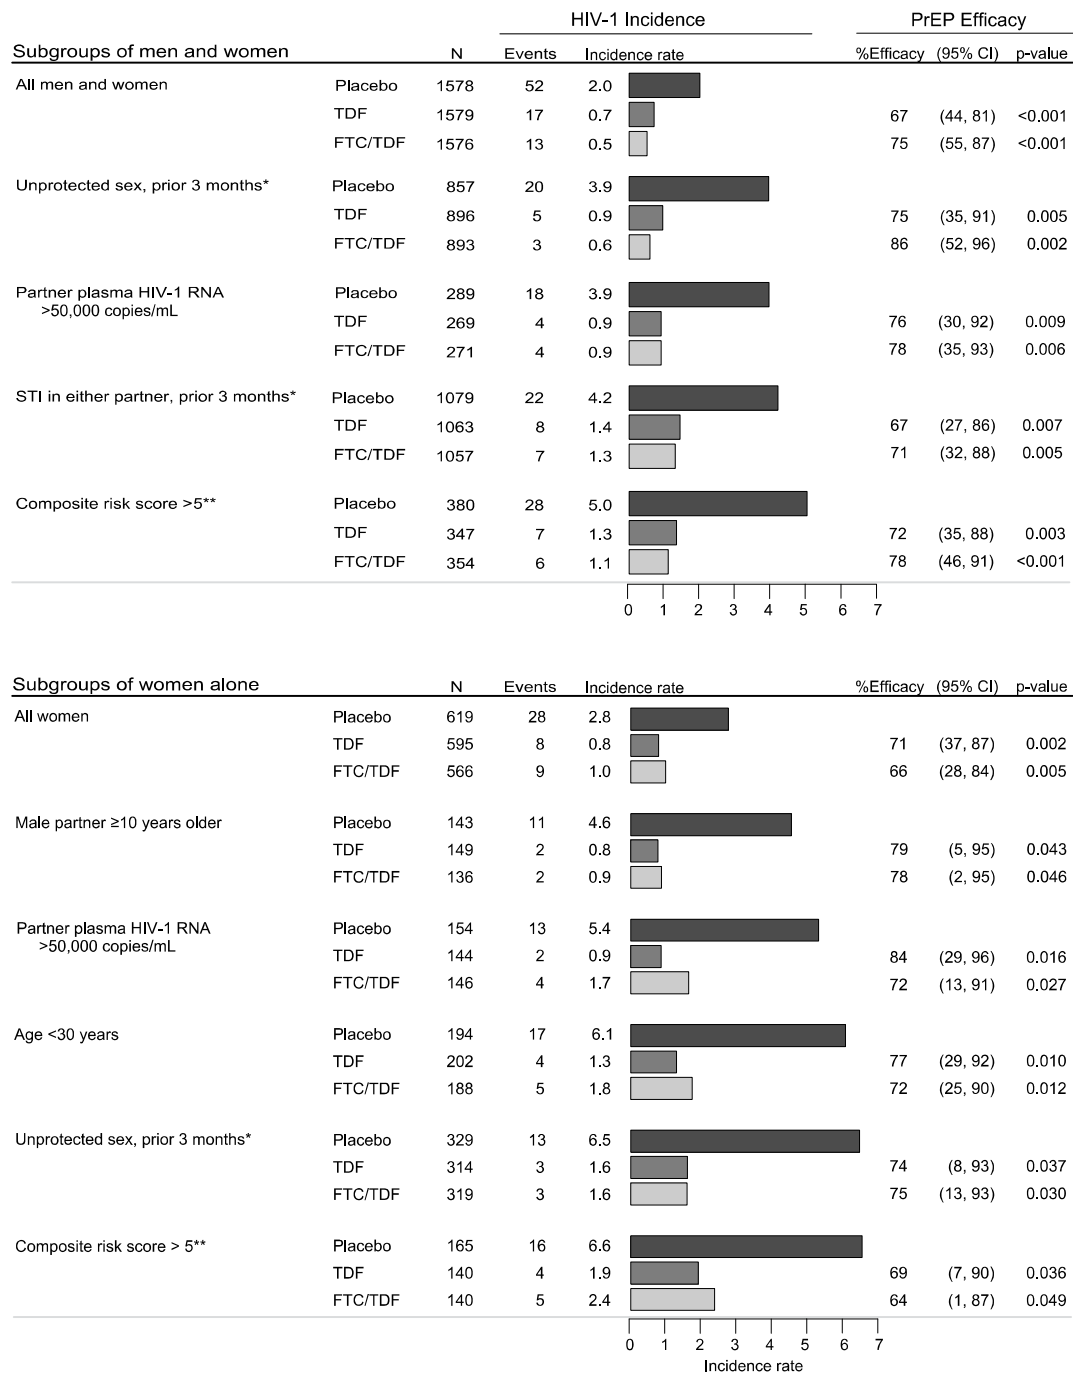 HIV-1 Incidence PrEP Efficacy
Subgroups of men and women N Events Incidence rate %Efficacy (95% CI) p-value
All men and women Placebo 1578 52 2.0
TDF 1579 17 0.7 67 (44, 81) <0.001
FTC/TDF 1576 13 0.5 75 (55, 87) <0.001
Unprotected sex, prior 3 months* Placebo 857 20 3.9
TDF 896 5 0.9 75 (35, 91) 0.005
FTC/TDF 893 3 0.6 86 (52, 96) 0.002
Partner plasma HIV-1 RNA Placebo 289 18 3.9
>50,000 copies/mL
TDF 269 4 0.9 76 (30, 92) 0.009
FTC/TDF 271 4 0.9 78 (35, 93) 0.006
STI in either partner, prior 3 months* Placebo 1079 22 4.2
TDF 1063 8 1.4 67 (27, 86) 0.007
FTC/TDF 1057 7 1.3 71 (32, 88) 0.005
Composite risk score >5** Placebo 380 28 5.0
TDF 347 7 1.3 72 (35, 88) 0.003
FTC/TDF 354 6 1.1 78 (46, 91) <0.001
0 1 2 3 4 5 6 7
Subgroups of women alone N Events Incidence rate %Efficacy (95% CI) p-value
All women Placebo 619 28 2.8
TDF 595 8 0.8 71 (37, 87) 0.002
FTC/TDF 566 9 1.0 66 (28, 84) 0.005
Male partner ≥10 years older Placebo 143 11 4.6
TDF 149 2 0.8 79 (5, 95) 0.043
FTC/TDF 136 2 0.9 78 (2, 95) 0.046
Partner plasma HIV-1 RNA Placebo 154 13 5.4
>50,000 copies/mL
TDF 144 2 0.9 84 (29, 96) 0.016
FTC/TDF 146 4 1.7 72 (13, 91) 0.027
Age <30 years Placebo 194 17 6.1
TDF 202 4 1.3 77 (29, 92) 0.010
FTC/TDF 188 5 1.8 72 (25, 90) 0.012
Unprotected sex, prior 3 months* Placebo 329 13 6.5
TDF 314 3 1.6 74 (8, 93) 0.037
FTC/TDF 319 3 1.6 75 (13, 93) 0.030
Composite risk score > 5** Placebo 165 16 6.6
TDF 140 4 1.9 69 (7, 90) 0.036
FTC/TDF 140 5 2.4 64 (1, 87) 0.049
0 1 2 3 4 5 6 7
Incidence rate